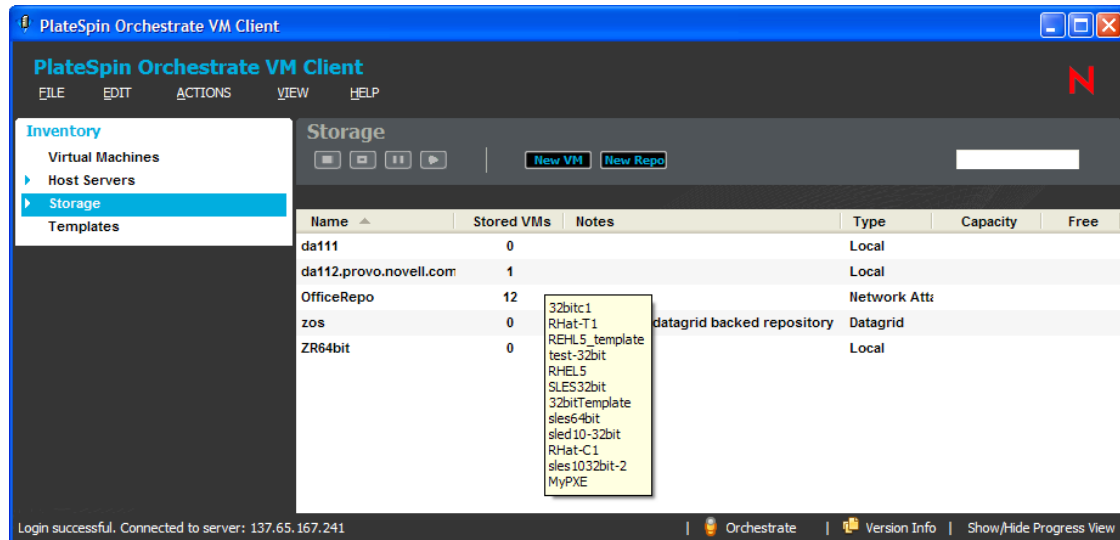 PlateSpin Orchestrate VM Client
PlateSpin Orchestrate VM Client
FILE EDIT ACTIONS VIEW HELP
N
Inventory
Virtual Machines
Host Servers
Storage
Templates
Storage
New VM New Repo
Name Stored VMs Notes Type Capacity Free
da111 0 Local
da112.provo.novell.com 1 Local
OfficeRepo 12 Network Atta
zos 0 datagrid backed repository Datagrid
ZR64bit 0 Local
32bitc1
RHat-T1
REHL5_template
test-32bit
RHEL5
SLES32bit
32bitTemplate
sles64bit
sled10-32bit
RHat-C1
sles1032bit-2
MyPXE
Login successful. Connected to server: 137.65.167.241 | Orchestrate | Version Info | Show/Hide Progress View